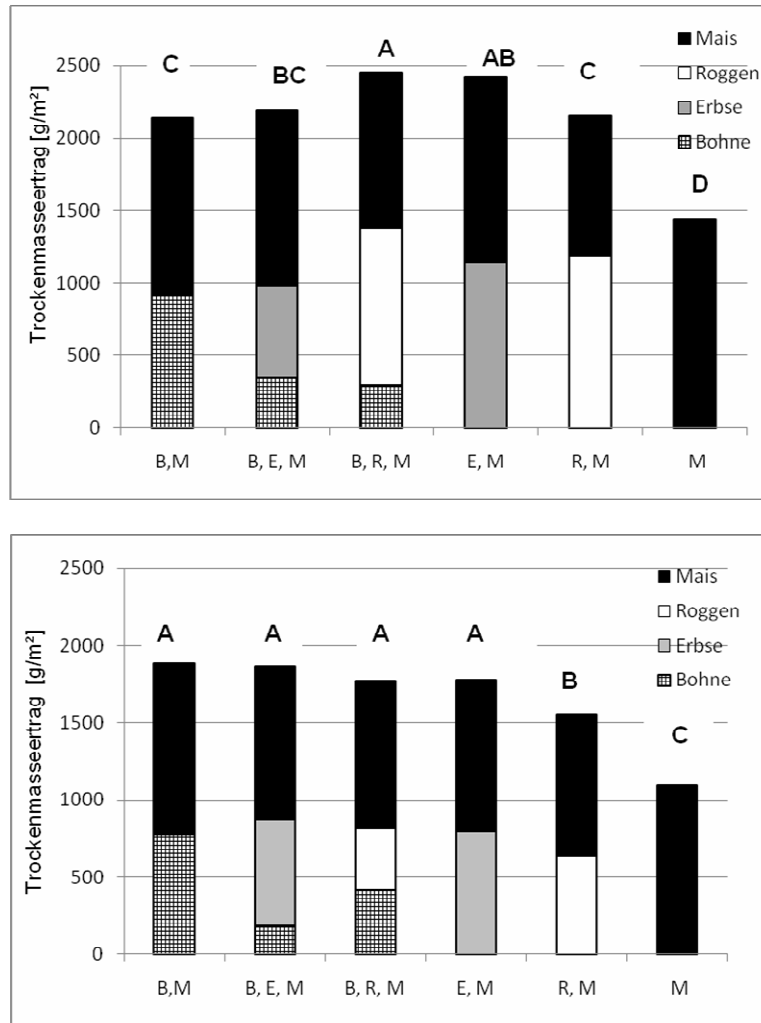 Trockenmasseertrag [g/m²]
2500
2000
1500
1000
500
0
C
BC
A
AB
C
D
Mais
Roggen
Erbse
Bohne
B,M
B, E, M
B, R, M
E, M
R, M
M
Trockenmasseertrag [g/m²]
2500
2000
1500
1000
500
0
A
A
A
A
B
C
Mais
Roggen
Erbse
Bohne
B,M
B, E, M
B, R, M
E, M
R, M
M